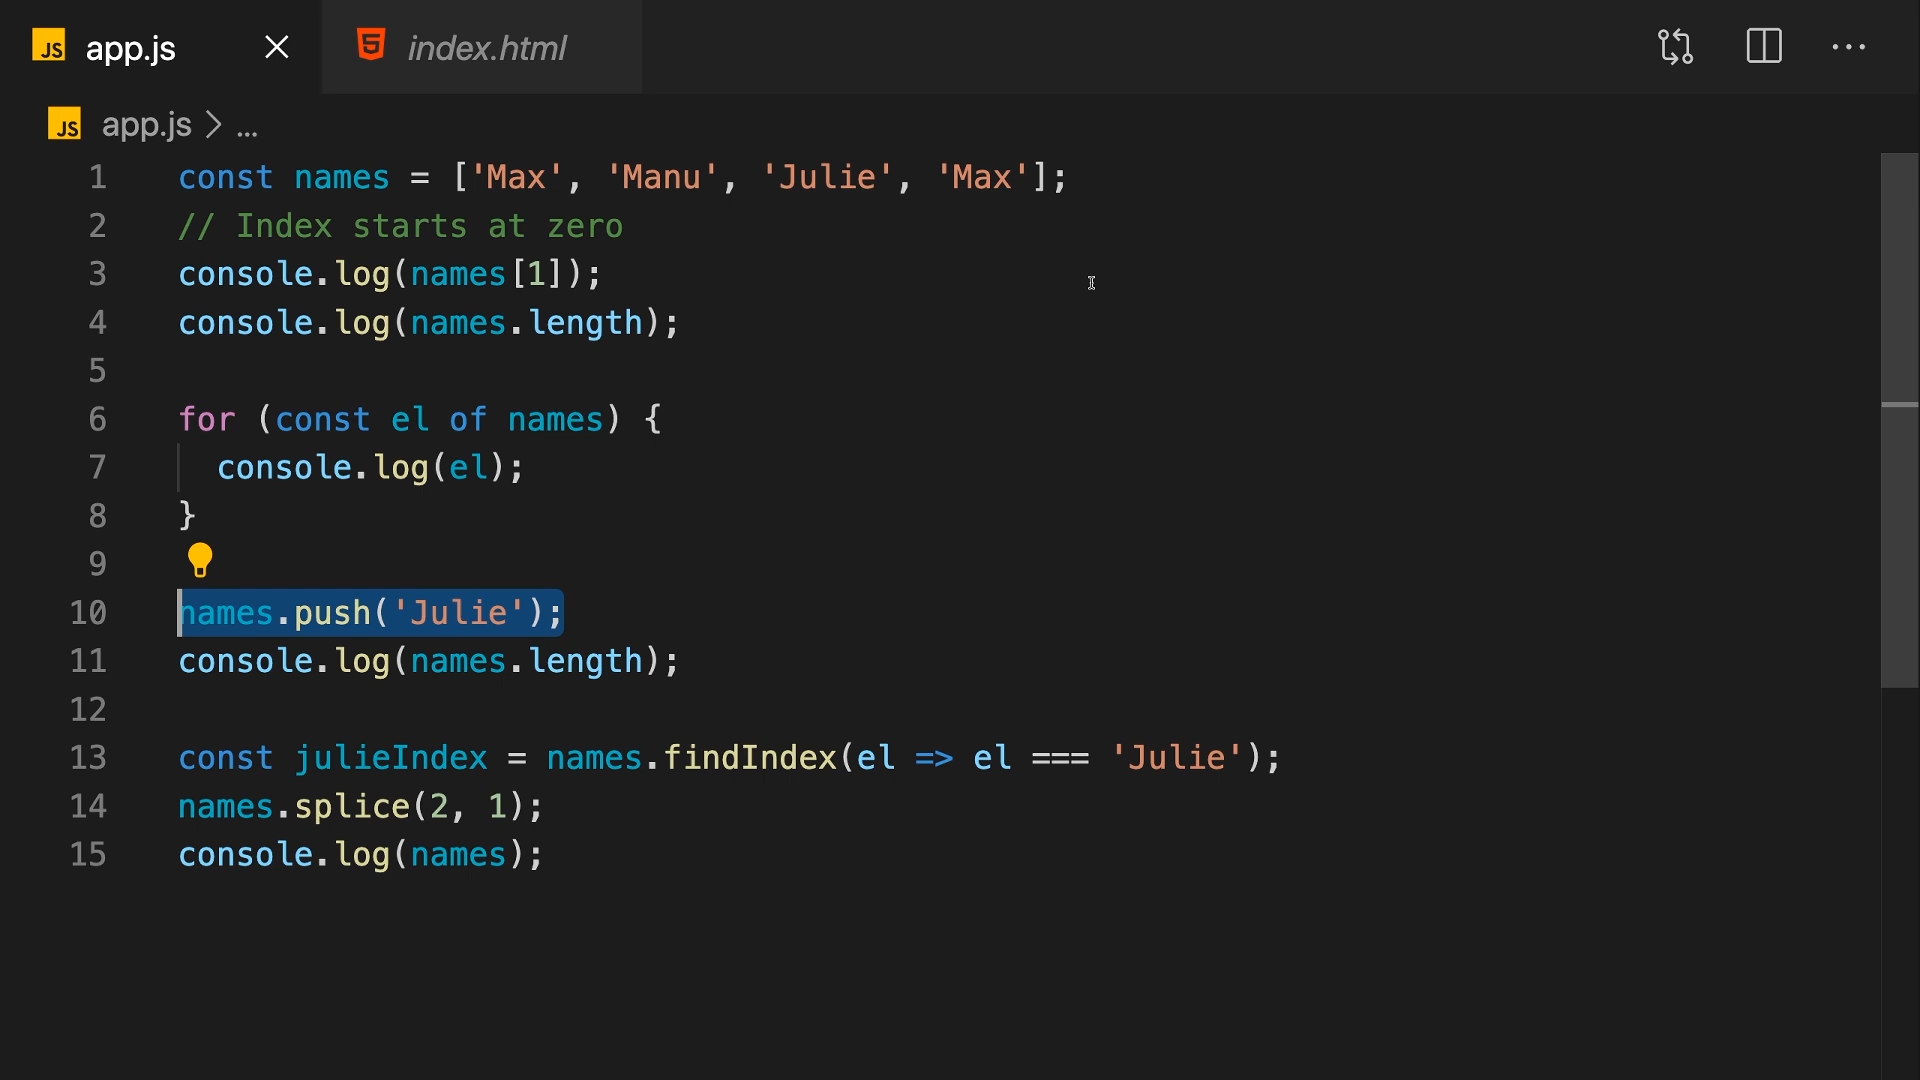 JS app.js index.html
JS app.js > ...
1 const names = ['Max', 'Manu', 'Julie', 'Max'];
2 // Index starts at zero
3 console.log(names[1]);
4 console.log(names.length);
5
6 for (const el of names) {
7 console.log(el);
8 }
9
10 names.push('Julie');
11 console.log(names.length);
12
13 const julieIndex = names.findIndex(el => el === 'Julie');
14 names.splice(2, 1);
15 console.log(names);